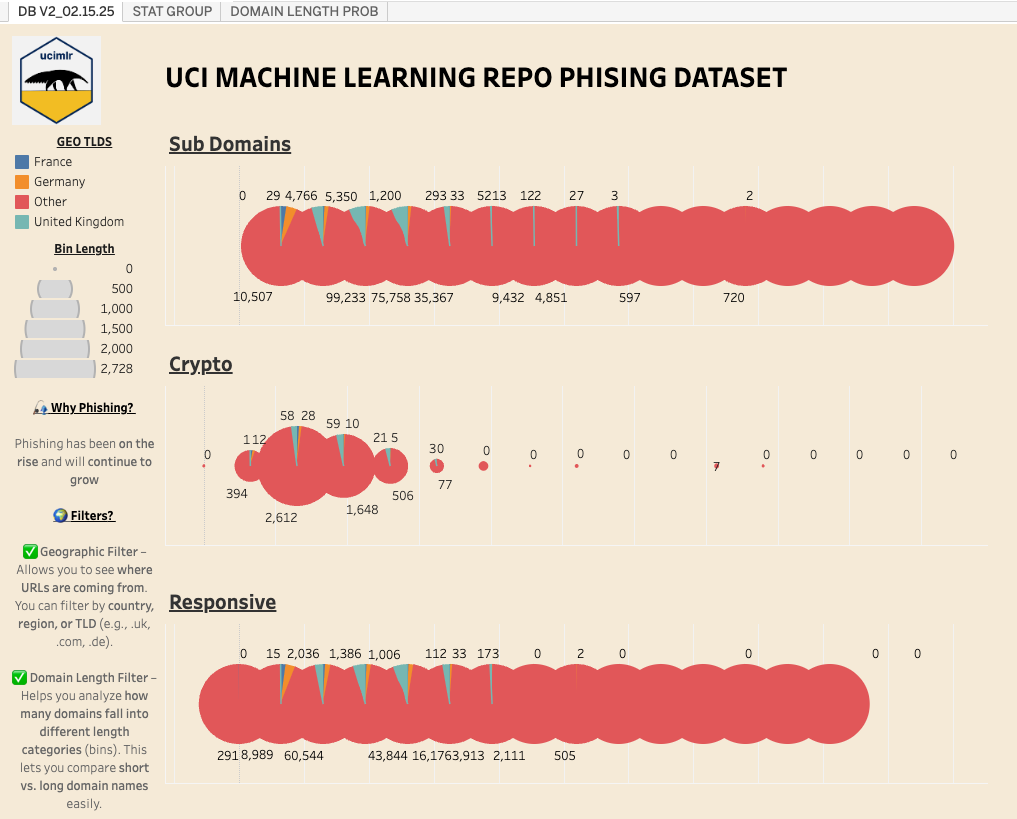 DB V2_02.15.25 STAT GROUP DOMAIN LENGTH PROB
ucimlr
UCI MACHINE LEARNING REPO PHISING DATASET
GEO TLDS
France
Germany
Other
United Kingdom
Bin Length
0
500
1,000
1,500
2,000
2,728
🎣 Why Phishing?
Phishing has been on the
rise and will continue to
grow
🌍 Filters?
✅ Geographic Filter –
Allows you to see where
URLs are coming from.
You can filter by country,
region, or TLD (e.g., .uk,
.com, .de).
✅ Domain Length Filter –
Helps you analyze how
many domains fall into
different length
categories (bins). This
lets you compare short
vs. long domain names
easily.
Sub Domains
0 29 4,766 5,350 1,200 293 33 5213 122 27 3 2
10,507 99,233 75,758 35,367 9,432 4,851 597 720
Crypto
58 28 59 10
0 112 21 5 30 0 0 0 0 0 0 0 0 0 0
7
394 2,612 1,648 506 77
Responsive
0 15 2,036 1,386 1,006 112 33 173 0 2 0 0 0 0
291 8,989 60,544 43,844 16,1763,913 2,111 505